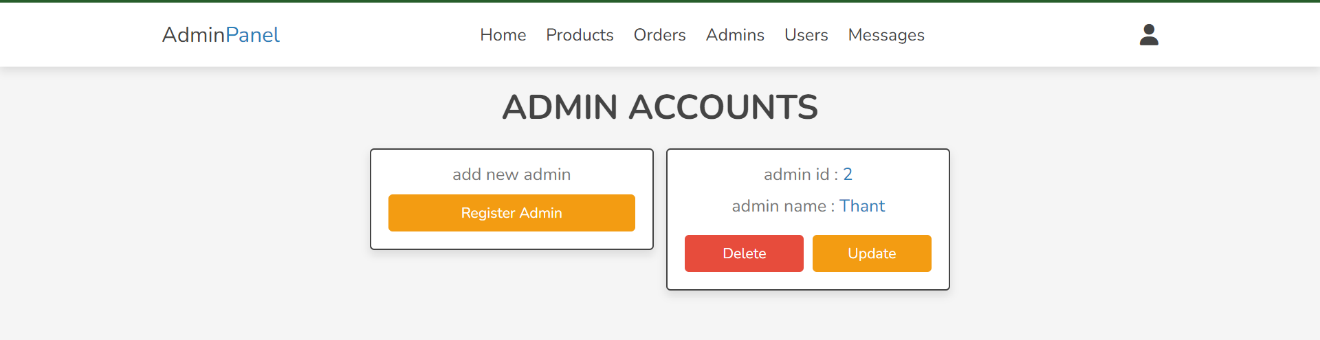 AdminPanel Home Products Orders Admins Users Messages
ADMIN ACCOUNTS
add new admin
Register Admin
admin id : 2
admin name : Thant
Delete Update